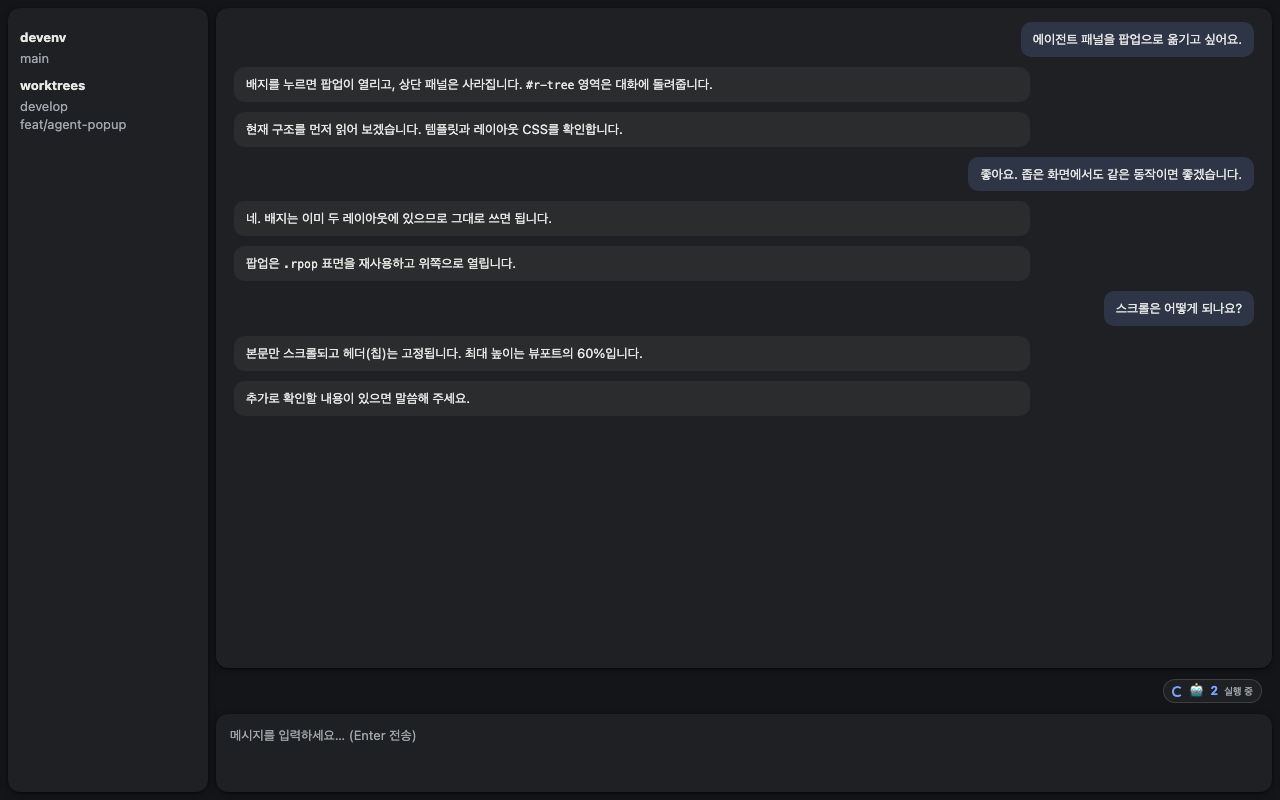 devenv
main
worktrees
develop
feat/agent-popup
에이전트 패널을 팝업으로 옮기고 싶어요.
배지를 누르면 팝업이 열리고, 상단 패널은 사라집니다. #r-tree 영역은 대화에 돌려줍니다.
현재 구조를 먼저 읽어 보겠습니다. 템플릿과 레이아웃 CSS를 확인합니다.
좋아요. 좁은 화면에서도 같은 동작이면 좋겠습니다.
네. 배지는 이미 두 레이아웃에 있으므로 그대로 쓰면 됩니다.
팝업은 .rpop 표면을 재사용하고 위쪽으로 열립니다.
스크롤은 어떻게 되나요?
본문만 스크롤되고 헤더(칩)는 고정됩니다. 최대 높이는 뷰포트의 60%입니다.
추가로 확인할 내용이 있으면 말씀해 주세요.
2 실행 중
메시지를 입력하세요... (Enter 전송)